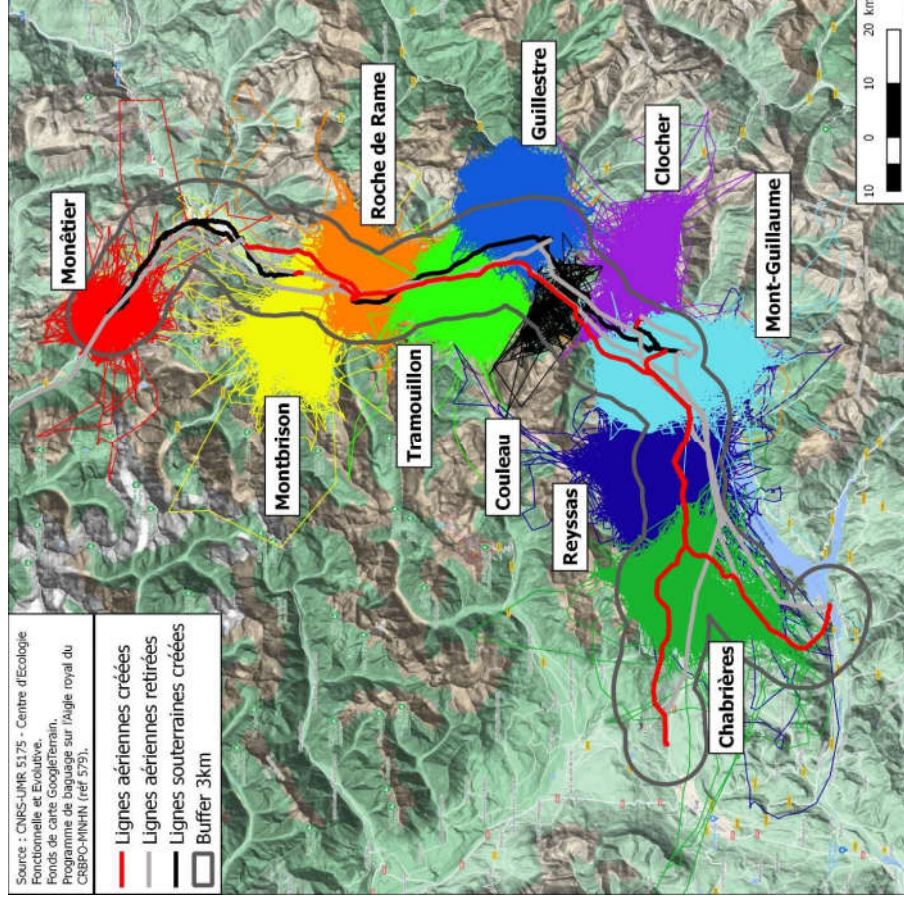 Source : CNRS-UMR 5175 - Centre d'Ecologie
Fonctionnelle et Evolutive.
Fonds de carte GoogleTerrain.
Programme de baguage sur l'Aigle royal du
CRBPO-MNHN (réf 579).
Lignes aériennes créées
Lignes aériennes retirées
Lignes souterraines créées
Buffer 3km
Monêtier
Montbrison
Roche de Rame
Tramouillon
Guillestre
Couleau
Clocher
Reyssas
Mont-Guillaume
Chabrières
10 0 10 20 km